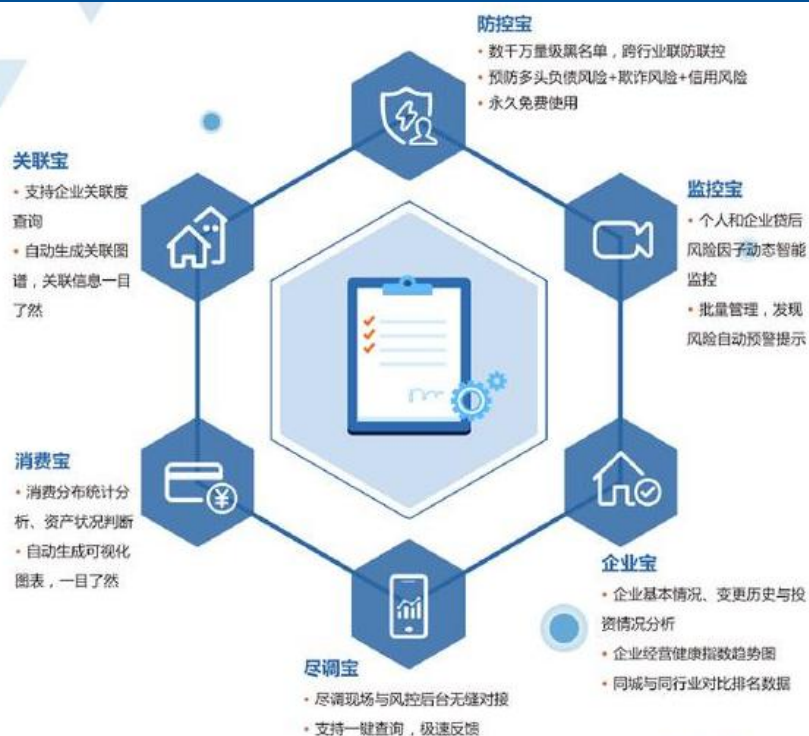 防控宝
• 数千万量级黑名单，跨行业联防联控
• 预防多头负债风险+欺诈风险+信用风险
• 永久免费使用
关联宝
• 支持企业关联度
查询
• 自动生成关联图
谱，关联信息一目
了然
监控宝
• 个人和企业贷后
风险因子动态智能
监控
• 批量管理，发现
风险自动预警提示
消费宝
• 消费分布统计分
析、资产状况判断
• 自动生成可视化
图表，一目了然
企业宝
• 企业基本情况、变更历史与投
资情况分析
• 企业经营健康指数趋势图
• 同城与同行业对比排名数据
尽调宝
• 尽调现场与风控后台无缝对接
• 支持一键查询，极速反馈